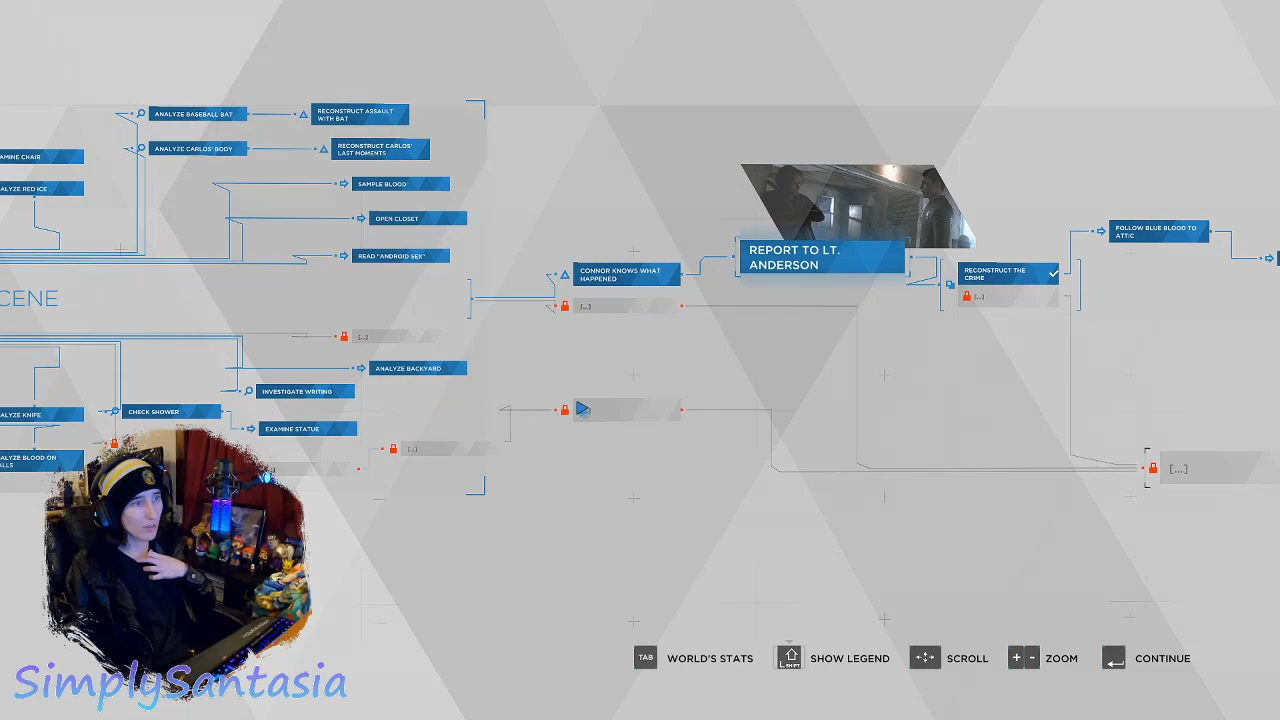 ANALYZE BASEBALL BAT
RECONSTRUCT ASSAULT
WITH BAT
AMINE CHAIR
ANALYZE CARLOS' BODY
RECONSTRUCT CARLOS'
LAST MOMENTS
ALYZE RED ICE
SAMPLE BLOOD
OPEN CLOSET
READ "ANDROID SEX"
CENE
CONNOR KNOWS WHAT
HAPPENED
[...]
REPORT TO LT.
ANDERSON
RECONSTRUCT THE
CRIME
[...]
FOLLOW BLUE BLOOD TO
ATTIC
[...]
ANALYZE BACKYARD
INVESTIGATE WRITING
ALYZE KNIFE
CHECK SHOWER
EXAMINE STATUE
ALYZE BLOOD ON
ALLS
[...]
[...]
[...]
SimplySantasia
TAB WORLD'S STATS
L SHIFT SHOW LEGEND
SCROLL
+ - ZOOM
CONTINUE